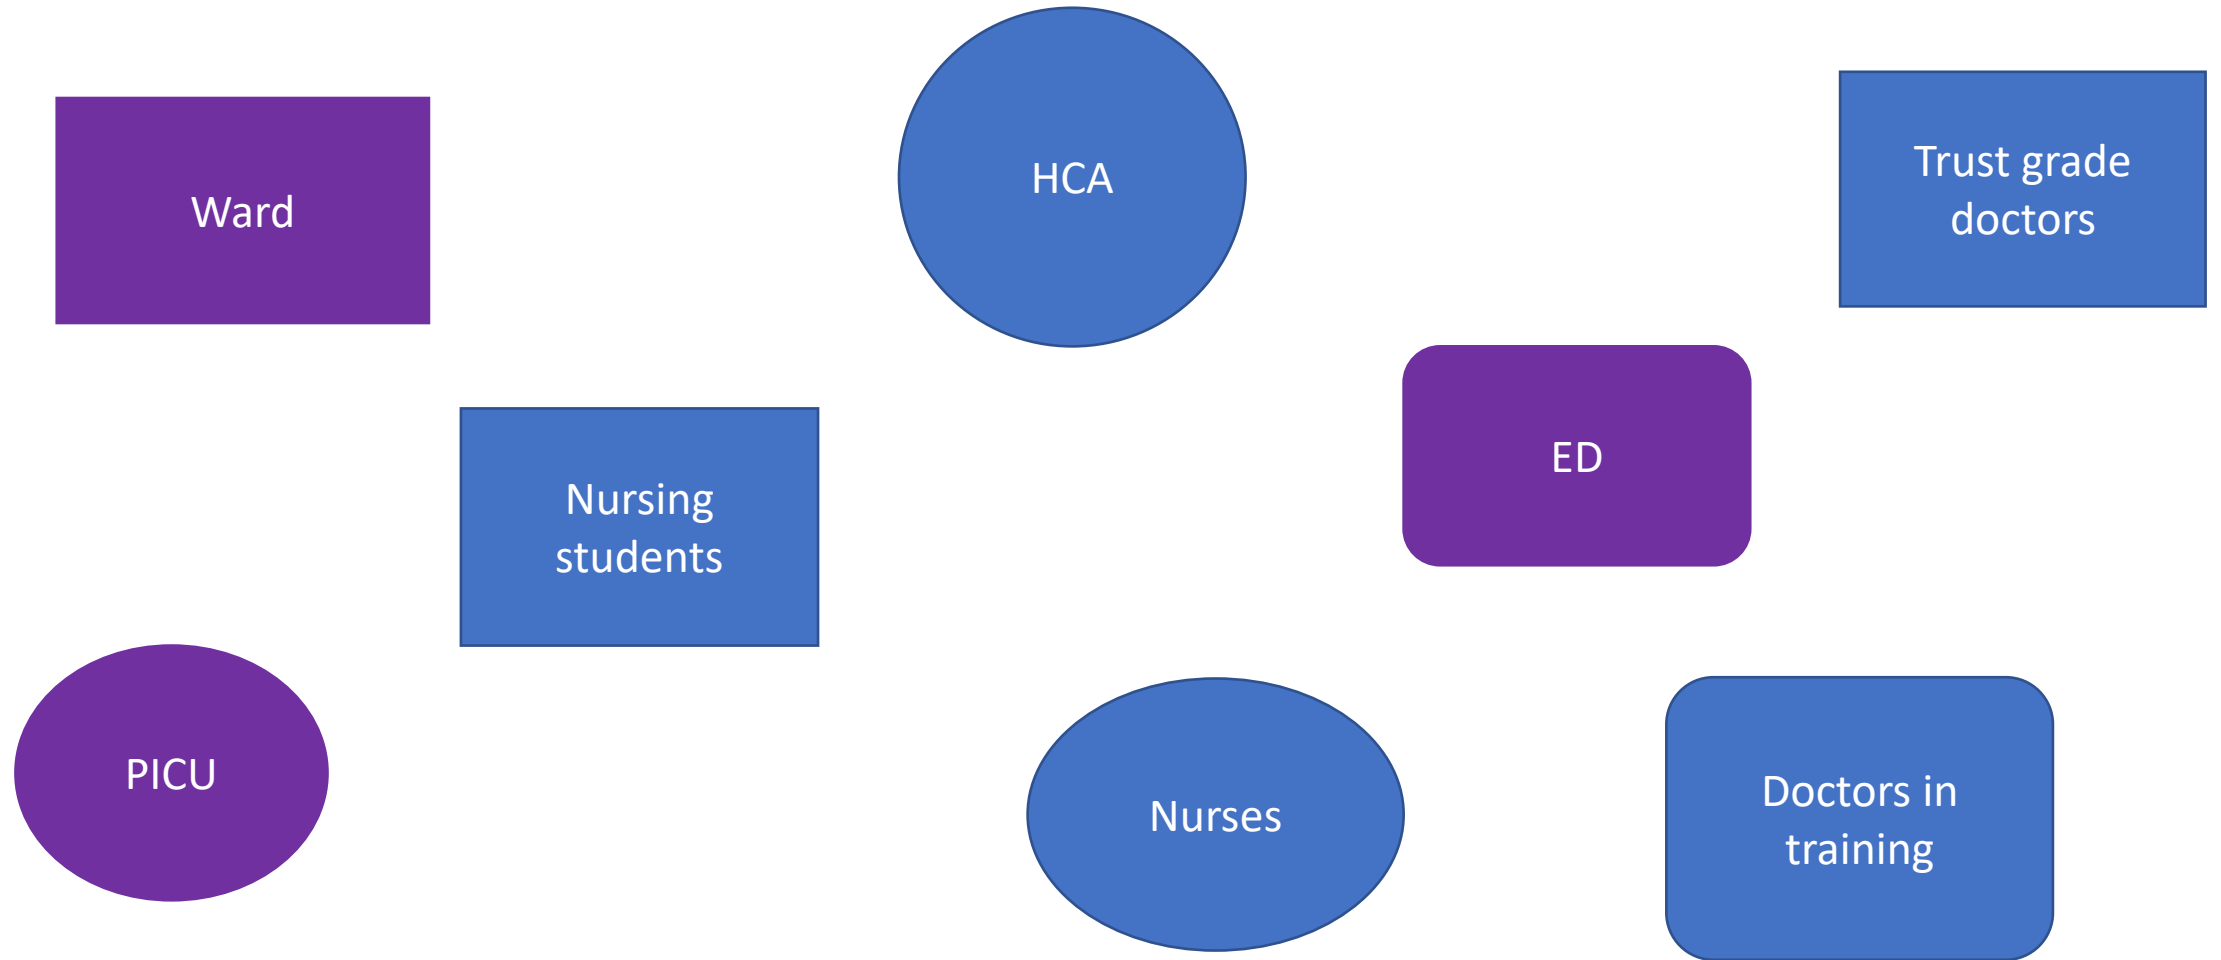 Ward
HCA
Trust grade
doctors
Nursing
students
ED
PICU
Nurses
Doctors in
training